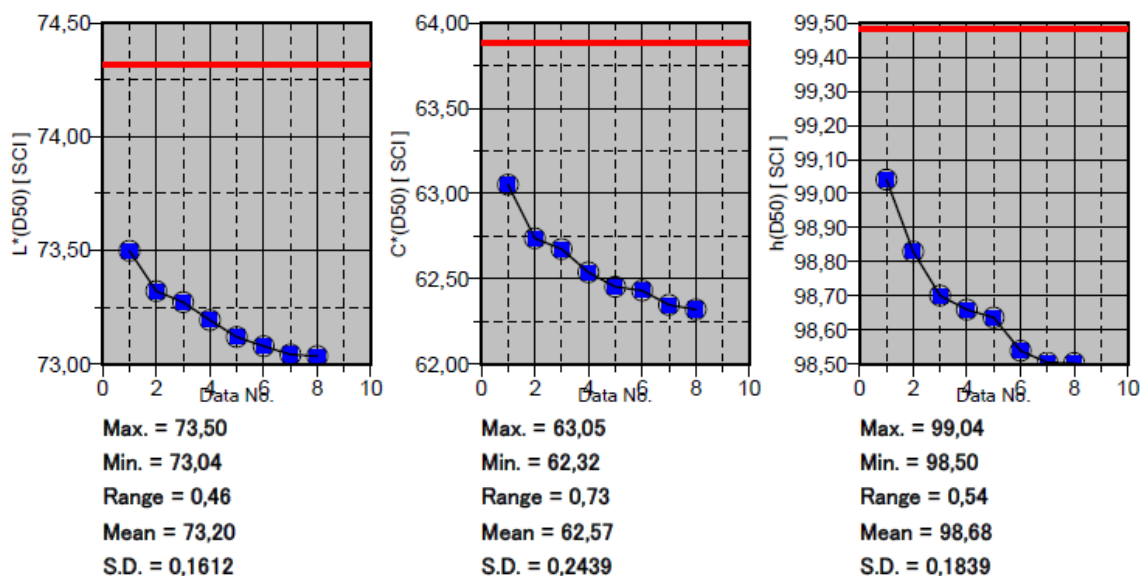 74,50
74,00
73,50
73,00
L*(D50) [ SCI ]
0 2 4 6 8 10
Data No.
Max. = 73,50
Min. = 73,04
Range = 0,46
Mean = 73,20
S.D. = 0,1612
64,00
63,50
63,00
62,50
62,00
C*(D50) [ SCI ]
0 2 4 6 8 10
Data No.
Max. = 63,05
Min. = 62,32
Range = 0,73
Mean = 62,57
S.D. = 0,2439
99,50
99,40
99,30
99,20
99,10
99,00
98,90
98,80
98,70
98,60
98,50
h(D50) [ SCI ]
0 2 4 6 8 10
Data No.
Max. = 99,04
Min. = 98,50
Range = 0,54
Mean = 98,68
S.D. = 0,1839